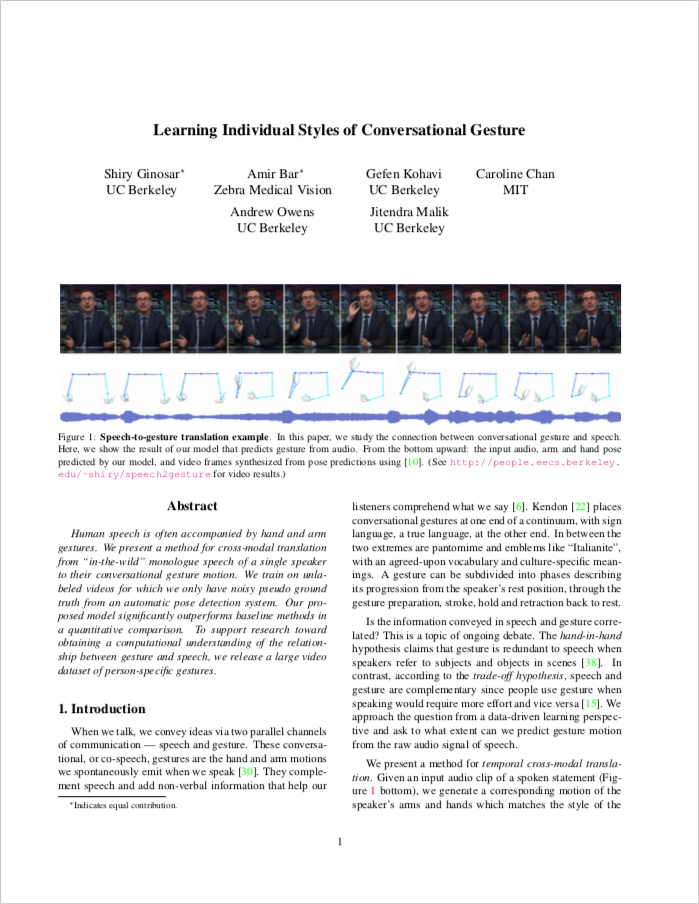 Learning Individual Styles of Conversational Gesture
Shiry Ginosar* Amir Bar* Gefen Kohavi Caroline Chan
UC Berkeley Zebra Medical Vision UC Berkeley MIT
Andrew Owens Jitendra Malik
UC Berkeley UC Berkeley
Figure 1: Speech-to-gesture translation example. In this paper, we study the connection between conversational gesture and speech.
Here, we show the result of our model that predicts gesture from audio. From the bottom upward: the input audio, arm and hand pose
predicted by our model, and video frames synthesized from pose predictions using [10]. (See http://people.eecs.berkeley.
edu/~shiry/speech2gesture for video results.)
Abstract
Human speech is often accompanied by hand and arm
gestures. We present a method for cross-modal translation
from “in-the-wild” monologue speech of a single speaker
to their conversational gesture motion. We train on unla-
beled videos for which we only have noisy pseudo ground
truth from an automatic pose detection system. Our pro-
posed model significantly outperforms baseline methods in
a quantitative comparison. To support research toward
obtaining a computational understanding of the relation-
ship between gesture and speech, we release a large video
dataset of person-specific gestures.
1. Introduction
When we talk, we convey ideas via two parallel channels
of communication — speech and gesture. These conversa-
tional, or co-speech, gestures are the hand and arm motions
we spontaneously emit when we speak [30]. They comple-
ment speech and add non-verbal information that help our
*Indicates equal contribution.
listeners comprehend what we say [6]. Kendon [22] places
conversational gestures at one end of a continuum, with sign
language, a true language, at the other end. In between the
two extremes are pantomime and emblems like “Italianite”,
with an agreed-upon vocabulary and culture-specific mean-
ings. A gesture can be subdivided into phases describing
its progression from the speaker's rest position, through the
gesture preparation, stroke, hold and retraction back to rest.
Is the information conveyed in speech and gesture corre-
lated? This is a topic of ongoing debate. The hand-in-hand
hypothesis claims that gesture is redundant to speech when
speakers refer to subjects and objects in scenes [38]. In
contrast, according to the trade-off hypothesis, speech and
gesture are complementary since people use gesture when
speaking would require more effort and vice versa [15]. We
approach the question from a data-driven learning perspec-
tive and ask to what extent can we predict gesture motion
from the raw audio signal of speech.
We present a method for temporal cross-modal transla-
tion. Given an input audio clip of a spoken statement (Fig-
ure 1 bottom), we generate a corresponding motion of the
speaker's arms and hands which matches the style of the
1